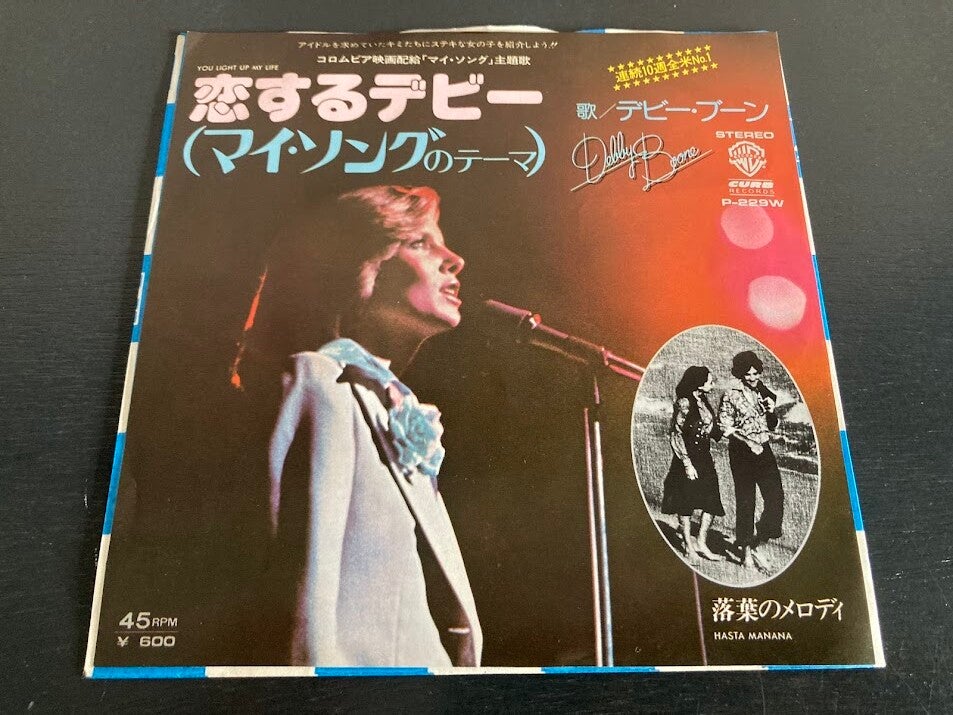 アイドルを求めていたキミたちにステキな女の子を紹介しよう!!
コロムビア映画配給「マイ・ソング」主題歌
YOU LIGHT UP MY LIFE
恋するデビー
(マイ・ソングのテーマ)
連続10週全米No.1
歌/デビー・ブーン
Debby Boone
STEREO
CURB
RECORDS
P-229W
落葉のメロディ
HASTA MANANA
45RPM
¥ 600